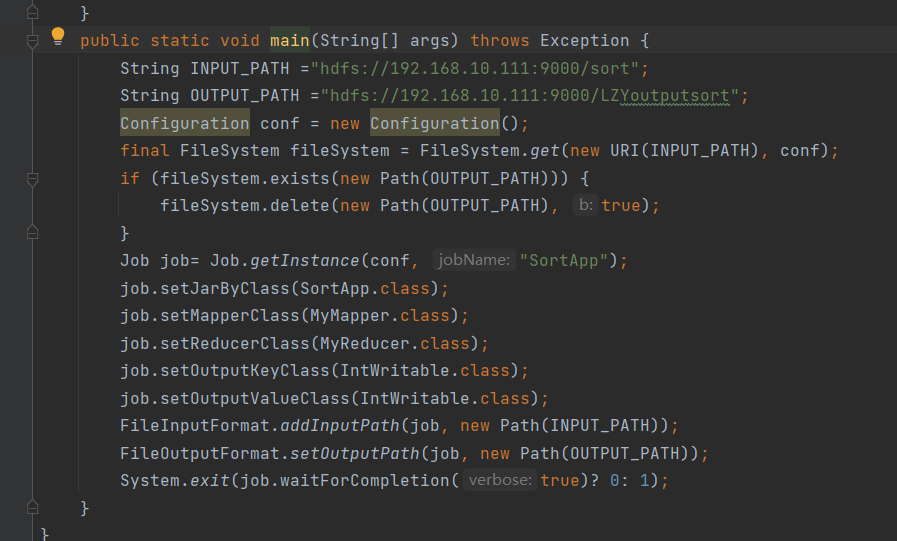 }
public static void main(String[] args) throws Exception {
String INPUT_PATH ="hdfs://192.168.10.111:9000/sort";
String OUTPUT_PATH ="hdfs://192.168.10.111:9000/LZYoutputsort";
Configuration conf = new Configuration();
final FileSystem fileSystem = FileSystem.get(new URI(INPUT_PATH), conf);
if (fileSystem.exists(new Path(OUTPUT_PATH))) {
fileSystem.delete(new Path(OUTPUT_PATH), b: true);
}
Job job= Job.getInstance(conf, jobName: "SortApp");
job.setJarByClass(SortApp.class);
job.setMapperClass(MyMapper.class);
job.setReducerClass(MyReducer.class);
job.setOutputKeyClass(IntWritable.class);
job.setOutputValueClass(IntWritable.class);
FileInputFormat.addInputPath(job, new Path(INPUT_PATH));
FileOutputFormat.setOutputPath(job, new Path(OUTPUT_PATH));
System.exit(job.waitForCompletion( verbose: true)? 0: 1);
}
}